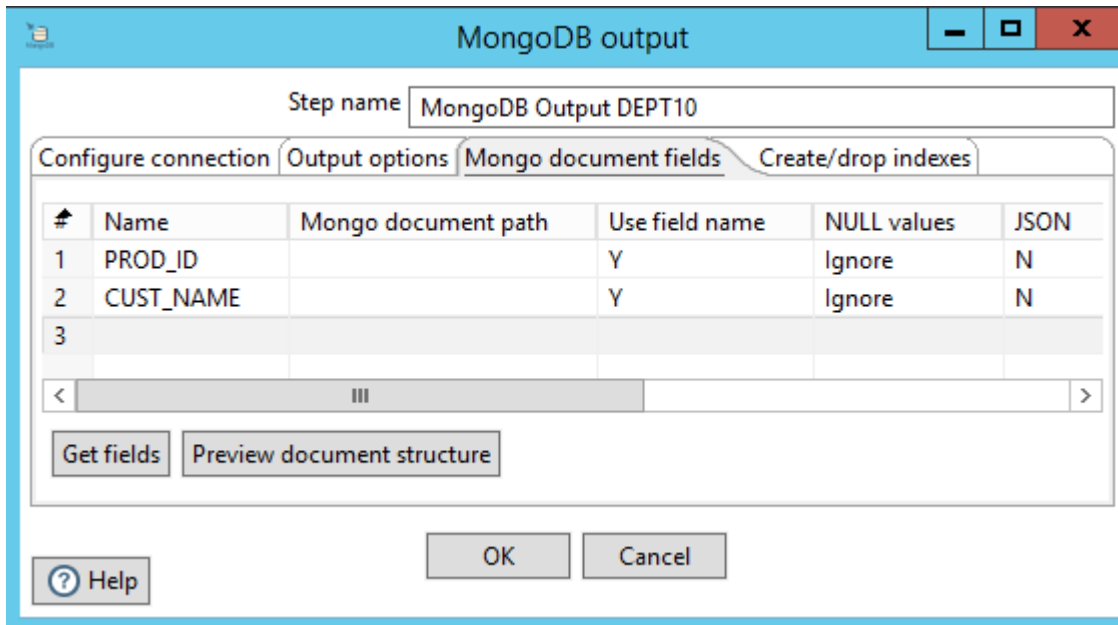 MongoDB output
Step name MongoDB Output DEPT10
Configure connection Output options Mongo document fields Create/drop indexes
# Name Mongo document path Use field name NULL values JSON
1 PROD_ID Y Ignore N
2 CUST_NAME Y Ignore N
3
Get fields Preview document structure
OK Cancel
Help